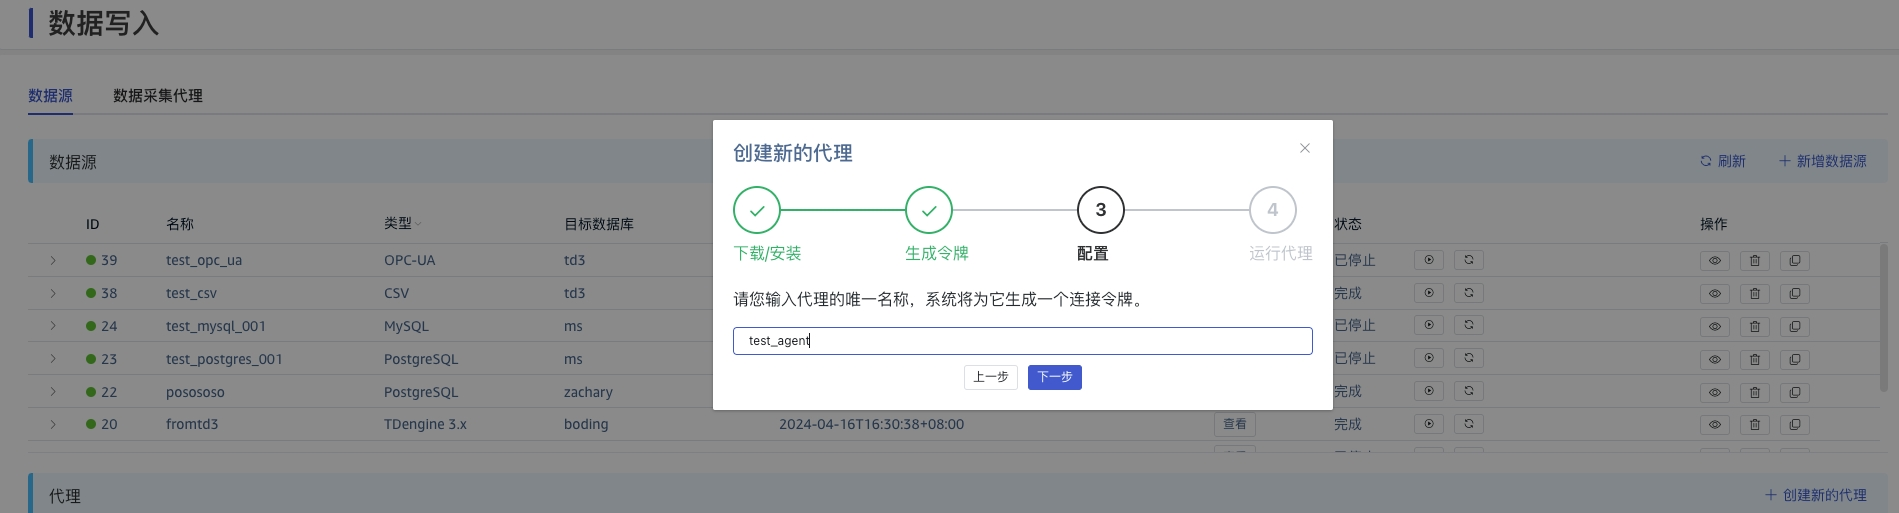 数据写入
数据源 数据采集代理
数据源 刷新 新增数据源
创建新的代理
3 4
下载/安装 生成令牌 配置 运行代理
请您输入代理的唯一名称，系统将为它生成一个连接令牌。
test_agent
上一步 下一步
ID 名称 类型 目标数据库 状态 操作
39 test_opc_ua OPC-UA td3 已停止
38 test_csv CSV td3 完成
24 test_mysql_001 MySQL ms 已停止
23 test_postgres_001 PostgreSQL ms 已停止
22 posososo PostgreSQL zachary 完成
20 fromtd3 TDengine 3.x boding 2024-04-16T16:30:38+08:00 查看 完成
代理 创建新的代理